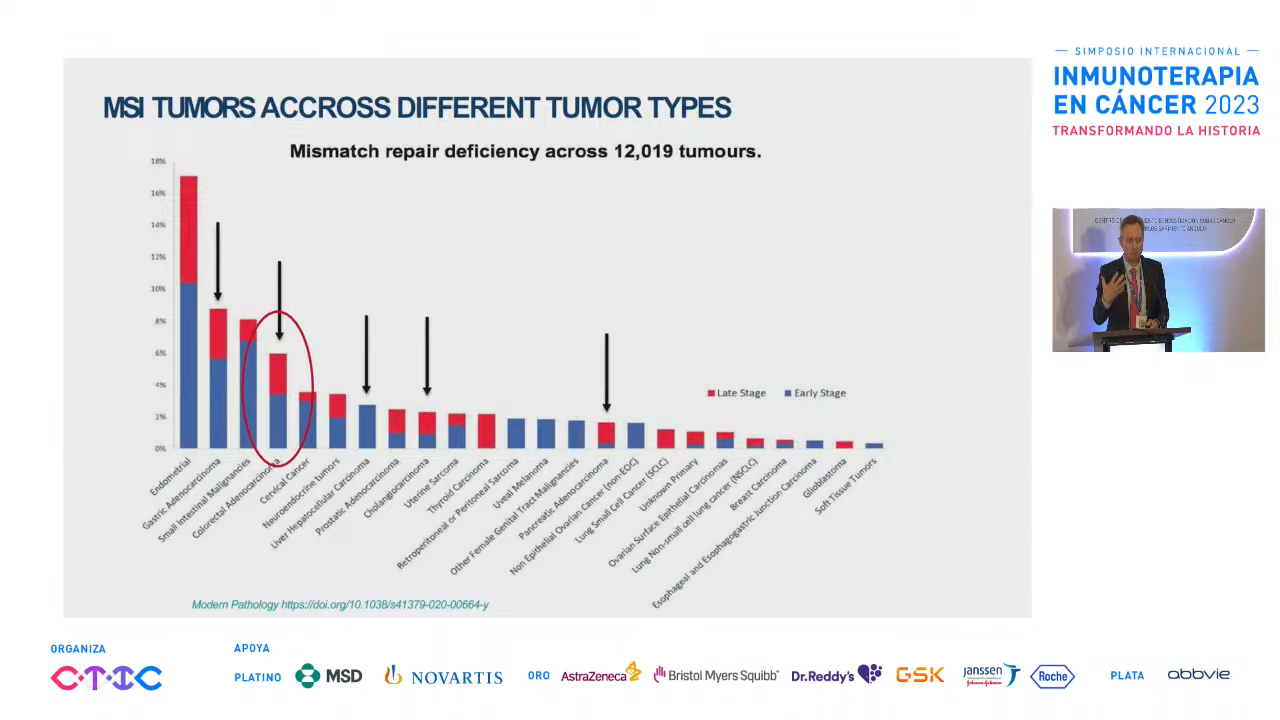 — SIMPOSIO INTERNACIONAL —
INMUNOTERAPIA
EN CÁNCER 2023
TRANSFORMANDO LA HISTORIA
MSI TUMORS ACCROSS DIFFERENT TUMOR TYPES
Mismatch repair deficiency across 12,019 tumours.
18%
16%
14%
12%
10%
8%
6%
4%
2%
0%
Late Stage
Early Stage
Endometrial
Gastric Adenocarcinoma
Small Intestinal Malignancies
Colorectal Adenocarcinoma
Cervical Cancer
Neuroendocrine tumors
Liver Hepatocellular Carcinoma
Prostatic Adenocarcinoma
Cholangiocarcinoma
Uterine Sarcoma
Thyroid Carcinoma
Retroperitoneal or Peritoneal Sarcoma
Uveal Melanoma
Other Female Genital Tract Malignancies
Pancreatic Adenocarcinoma
Non Epithelial Ovarian Cancer (non-EOC)
Lung Small Cell Cancer (SCLC)
Unknown Primary
Ovarian Surface Epithelial Carcinomas
Lung Non-small cell lung cancer (NSCLC)
Breast Carcinoma
Esophageal and Esophagogastric Junction Carcinoma
Glioblastoma
Soft Tissue Tumors
Modern Pathology https://doi.org/10.1038/s41379-020-00664-y
ORGANIZA
CTIC
APOYA
PLATINO
MSD
NOVARTIS
ORO
AstraZeneca
Bristol Myers Squibb
Dr.Reddy's
GSK
janssen
Johnson-Johnson
Roche
PLATA
abbvie